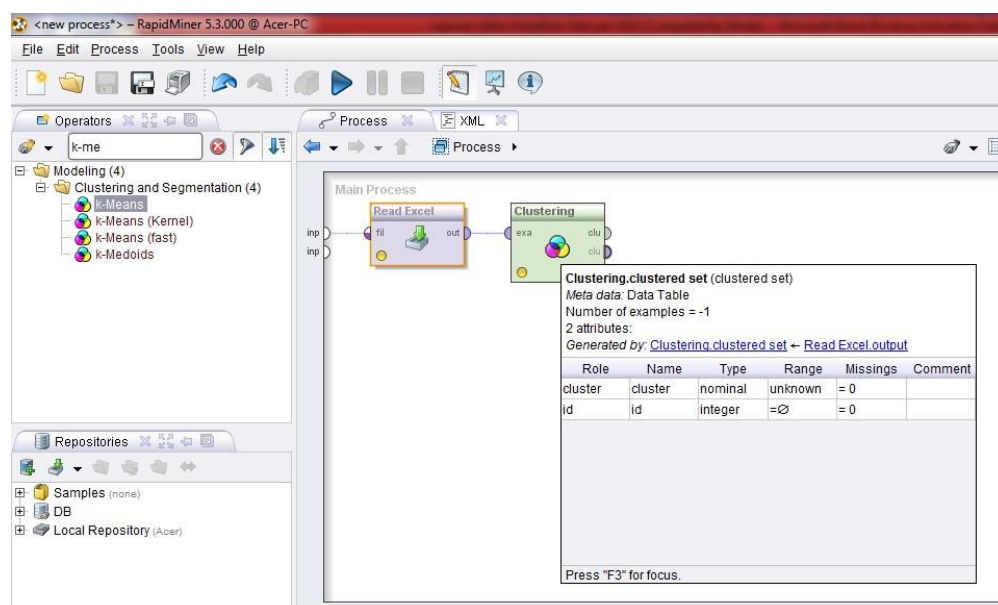 <new process*> – RapidMiner 5.3.000 @ Acer-PC
File Edit Process Tools View Help
Operators
k-me
Modeling (4)
Clustering and Segmentation (4)
k-Means
k-Means (Kernel)
k-Means (fast)
k-Medoids
Repositories
Samples (none)
DB
Local Repository (Acer)
Process XML
Process
Main Process
Read Excel Clustering
inp fil out exa clu
inp clu
Clustering.clustered set (clustered set)
Meta data: Data Table
Number of examples = -1
2 attributes:
Generated by: Clustering.clustered set ← Read Excel.output
Role Name Type Range Missings Comment
cluster cluster nominal unknown = 0
id id integer =∅ = 0
Press "F3" for focus.